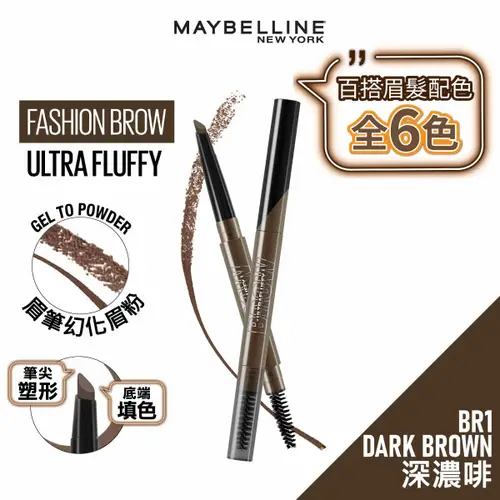 MAYBELLINE
NEW YORK
百搭眉髮配色
全6色
FASHION BROW
ULTRA FLUFFY
GEL TO POWDER
眉筆幻化眉粉
筆尖
塑形
底端
填色
BR1
DARK BROWN
深濃啡